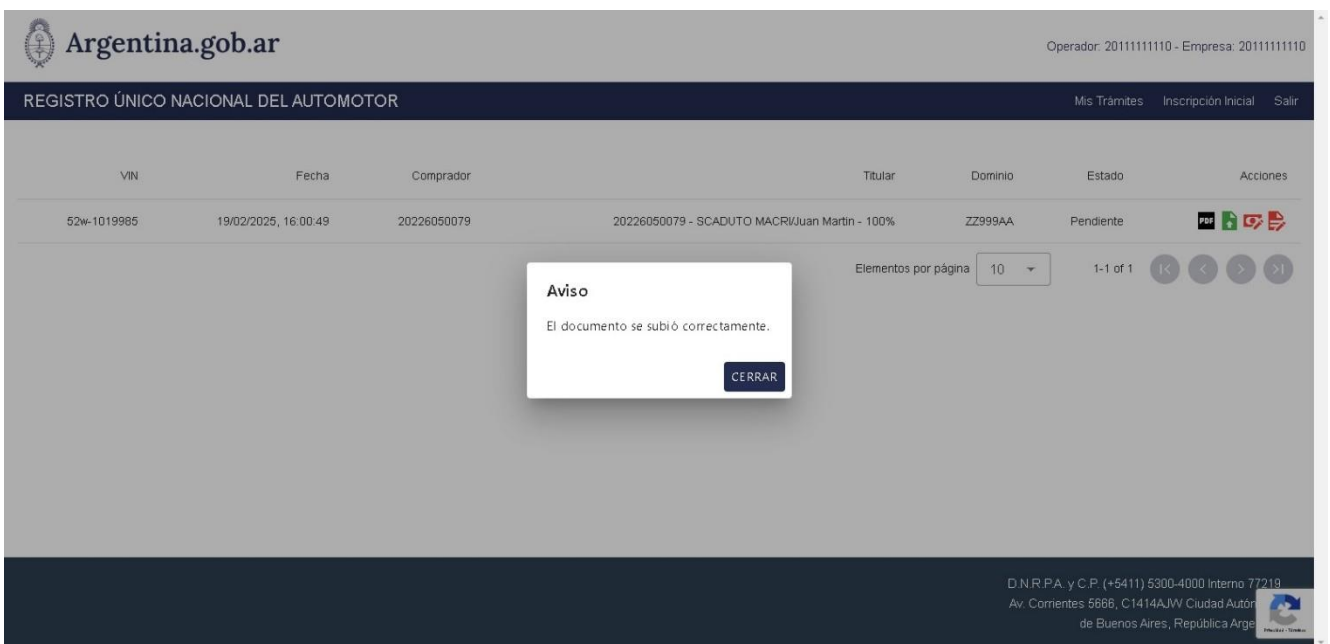 Argentina.gob.ar
Operador: 20111111110 - Empresa: 20111111110
REGISTRO ÚNICO NACIONAL DEL AUTOMOTOR
Mis Trámites Inscripción Inicial Salir
VIN Fecha Comprador Titular Dominio Estado Acciones
52w-1019985 19/02/2025, 16:00:49 20226050079 20226050079 - SCADUTO MACRI/Juan Martin - 100% ZZ999AA Pendiente PDF
Elementos por página 10 1-1 of 1
Aviso
El documento se subió correctamente.
CERRAR
D.N.R.P.A. y C.P. (+5411) 5300-4000 Interno 77219
Av. Corrientes 5666, C1414AJW Ciudad Autón
de Buenos Aires, República Arge